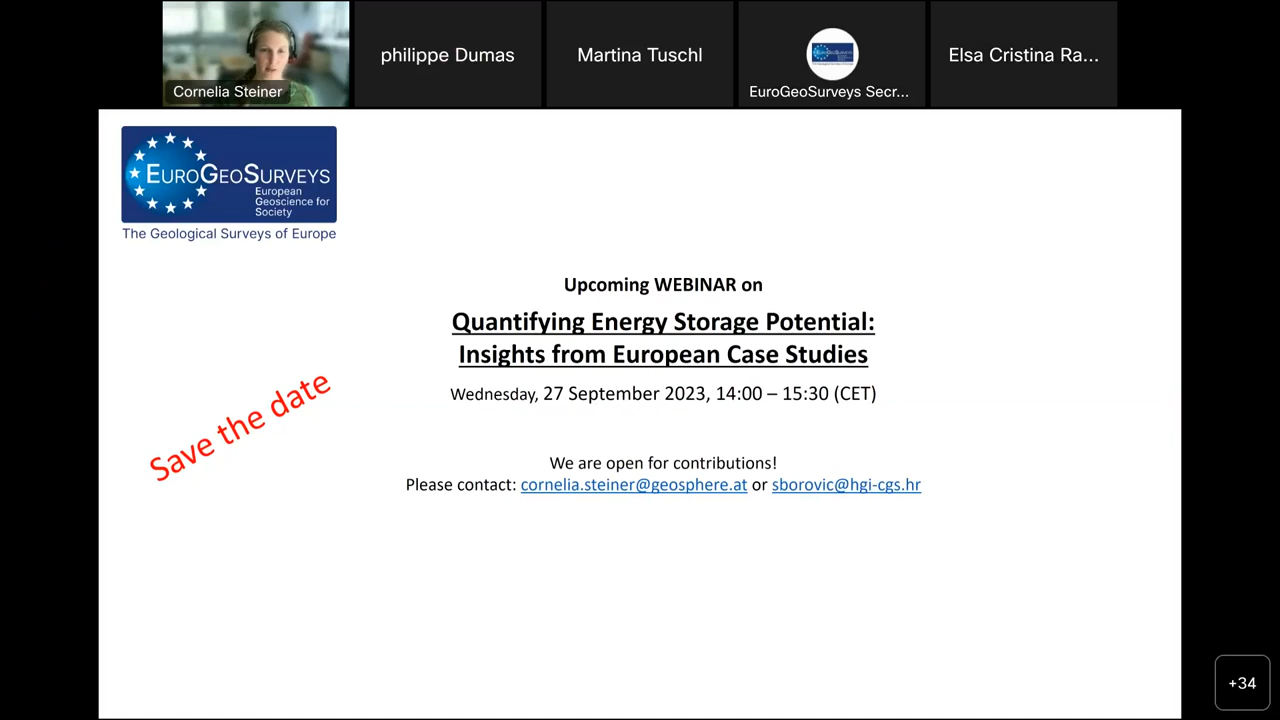 Cornelia Steiner
philippe Dumas
Martina Tuschl
EuroGeoSurveys Secr...
Elsa Cristina Ra...
EUROGEOSURVEYS
European
Geoscience for
Society
The Geological Surveys of Europe
Upcoming WEBINAR on
Quantifying Energy Storage Potential:
Insights from European Case Studies
Wednesday, 27 September 2023, 14:00 – 15:30 (CET)
Save the date
We are open for contributions!
Please contact: cornelia.steiner@geosphere.at or sborovic@hgi-cgs.hr
+34